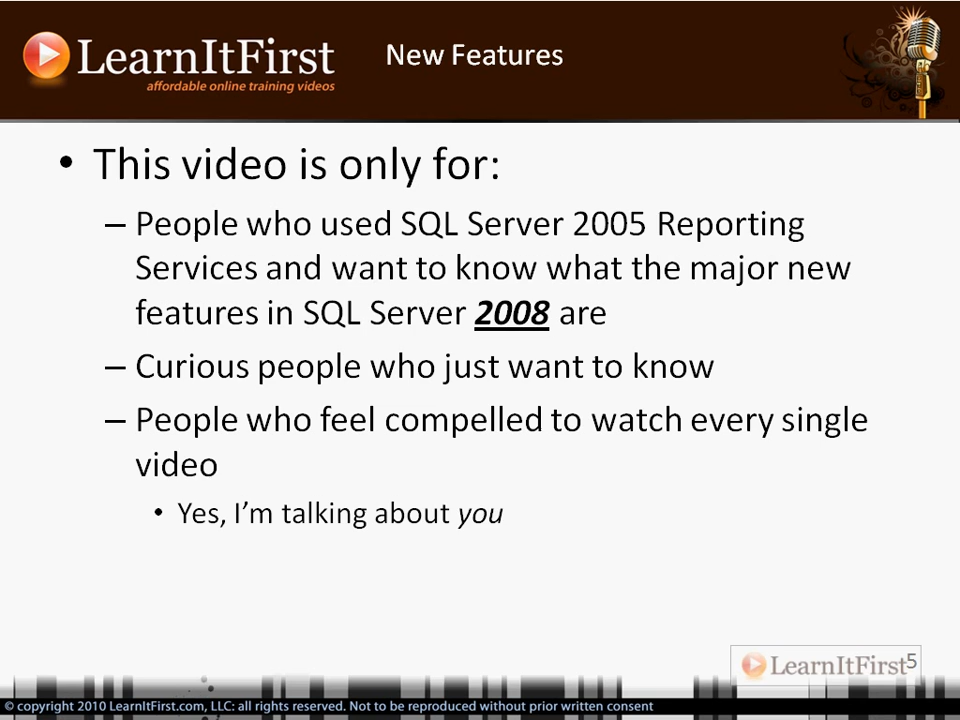 LearnItFirst
affordable online training videos
New Features
• This video is only for:
– People who used SQL Server 2005 Reporting
Services and want to know what the major new
features in SQL Server 2008 are
– Curious people who just want to know
– People who feel compelled to watch every single
video
• Yes, I’m talking about you
LearnItFirst
5
© copyright 2010 LearnItFirst.com, LLC: all rights reserved. Not to be reproduced without prior written consent